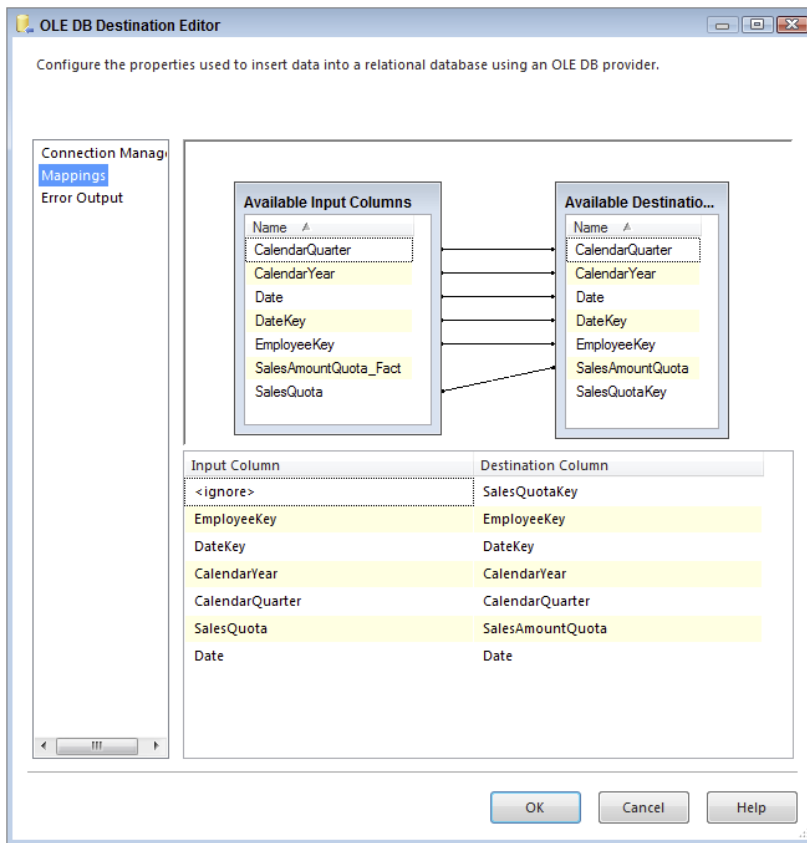 OLE DB Destination Editor
Configure the properties used to insert data into a relational database using an OLE DB provider.
Connection Manag
Mappings
Error Output
Available Input Columns
Name
CalendarQuarter
CalendarYear
Date
DateKey
EmployeeKey
SalesAmountQuota_Fact
SalesQuota
Available Destinatio...
Name
CalendarQuarter
CalendarYear
Date
DateKey
EmployeeKey
SalesAmountQuota
SalesQuotaKey
Input Column Destination Column
<ignore> SalesQuotaKey
EmployeeKey EmployeeKey
DateKey DateKey
CalendarYear CalendarYear
CalendarQuarter CalendarQuarter
SalesQuota SalesAmountQuota
Date Date
OK Cancel Help